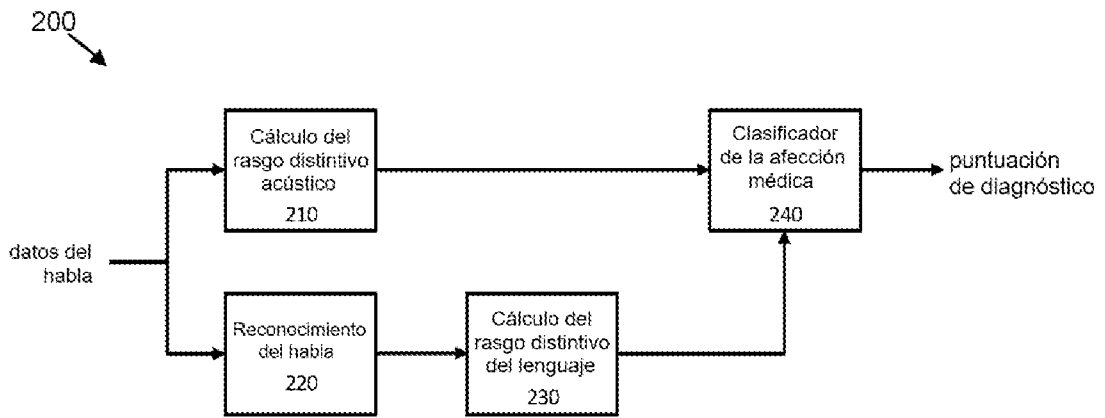 200
Cálculo del
rasgo distintivo
acústico
210
Clasificador
de la afección
médica
240
puntuación
de diagnóstico
datos del
habla
Reconocimiento
del habla
220
Cálculo del
rasgo distintivo
del lenguaje
230